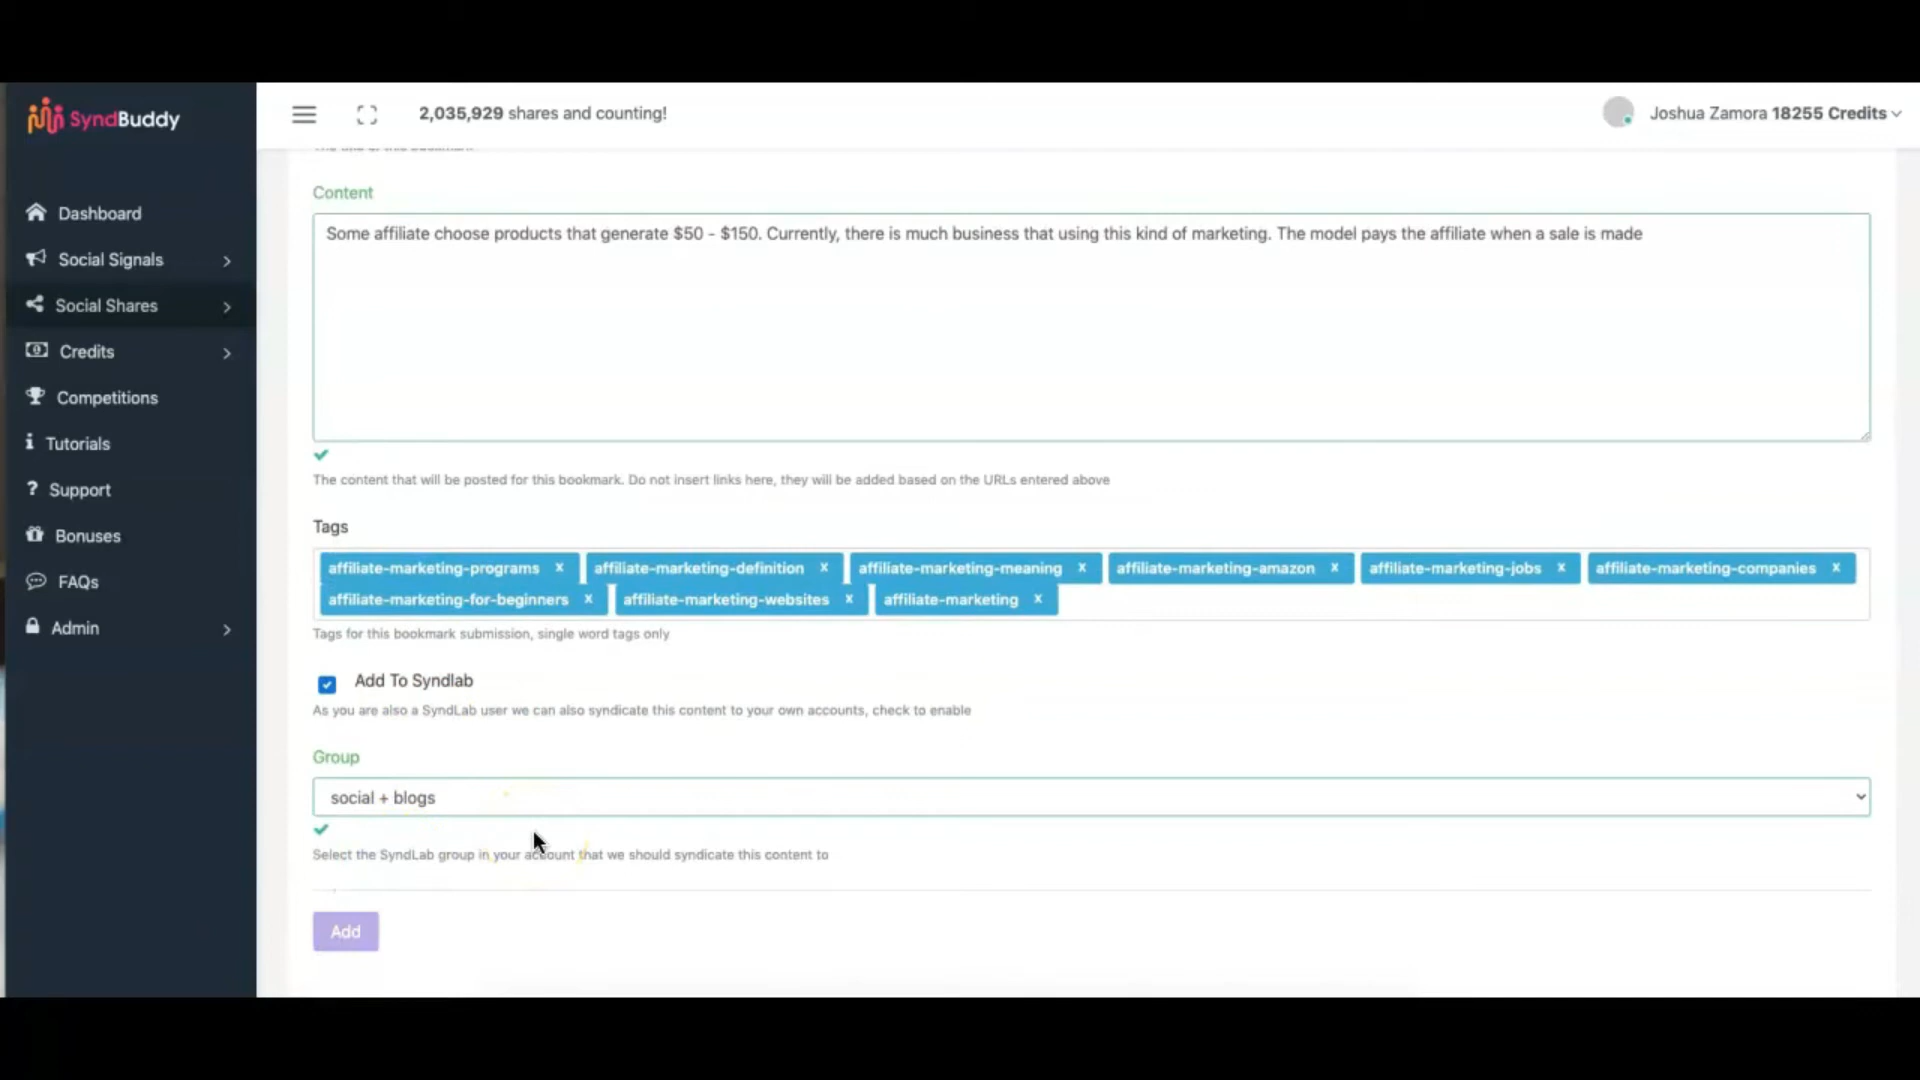 SyndBuddy
2,035,929 shares and counting!
Joshua Zamora 18255 Credits
Dashboard
Social Signals
Social Shares
Credits
Competitions
Tutorials
Support
Bonuses
FAQs
Admin
Content
Some affiliate choose products that generate $50 - $150. Currently, there is much business that using this kind of marketing. The model pays the affiliate when a sale is made
The content that will be posted for this bookmark. Do not insert links here, they will be added based on the URLs entered above
Tags
affiliate-marketing-programs x affiliate-marketing-definition x affiliate-marketing-meaning x affiliate-marketing-amazon x affiliate-marketing-jobs x affiliate-marketing-companies x
affiliate-marketing-for-beginners x affiliate-marketing-websites x affiliate-marketing x
Tags for this bookmark submission, single word tags only
Add To Syndlab
As you are also a SyndLab user we can also syndicate this content to your own accounts, check to enable
Group
social + blogs
Select the SyndLab group in your account that we should syndicate this content to
Add